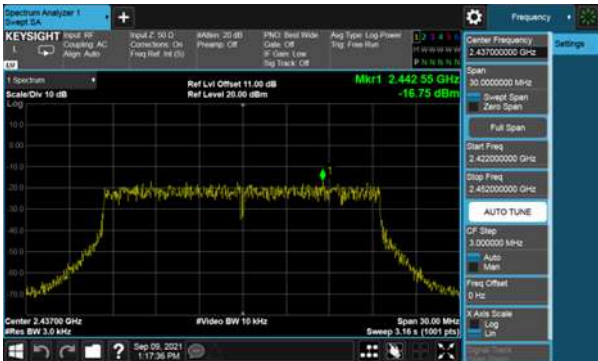 Spectrum Analyzer 1
Swept SA
Frequency
KEYSIGHT
Input: RF
Coupling: AC
Align: Auto
Input Z: 50 Ω
Corrections: On
Freq Ref: Int (S)
#Atten: 20 dB
Preamp: Off
PNO: Best Wide
Gate: Off
IF Gain: Low
Sig Track: Off
Avg Type: Log-Power
Trig: Free Run
1 2 3 4 5 6
M W W W W W
P N N N N N
L
LV
Center Frequency
2.437000000 GHz
Settings
Span
30.0000000 MHz
Swept Span
Zero Span
Full Span
Start Freq
2.422000000 GHz
Stop Freq
2.452000000 GHz
AUTO TUNE
CF Step
3.000000 MHz
Auto
Man
Freq Offset
0 Hz
X Axis Scale
Log
Lin
Signal Track
1 Spectrum
Scale/Div 10 dB
Log
Ref Lvl Offset 11.00 dB
Ref Level 20.00 dBm
Mkr1 2.442 55 GHz
-16.75 dBm
10.0
0.00
-10.0
-20.0
-30.0
-40.0
-50.0
-60.0
-70.0
1
Center 2.43700 GHz
#Res BW 3.0 kHz
#Video BW 10 kHz
Span 30.00 MHz
Sweep 3.16 s (1001 pts)
Sep 09, 2021
1:17:36 PM